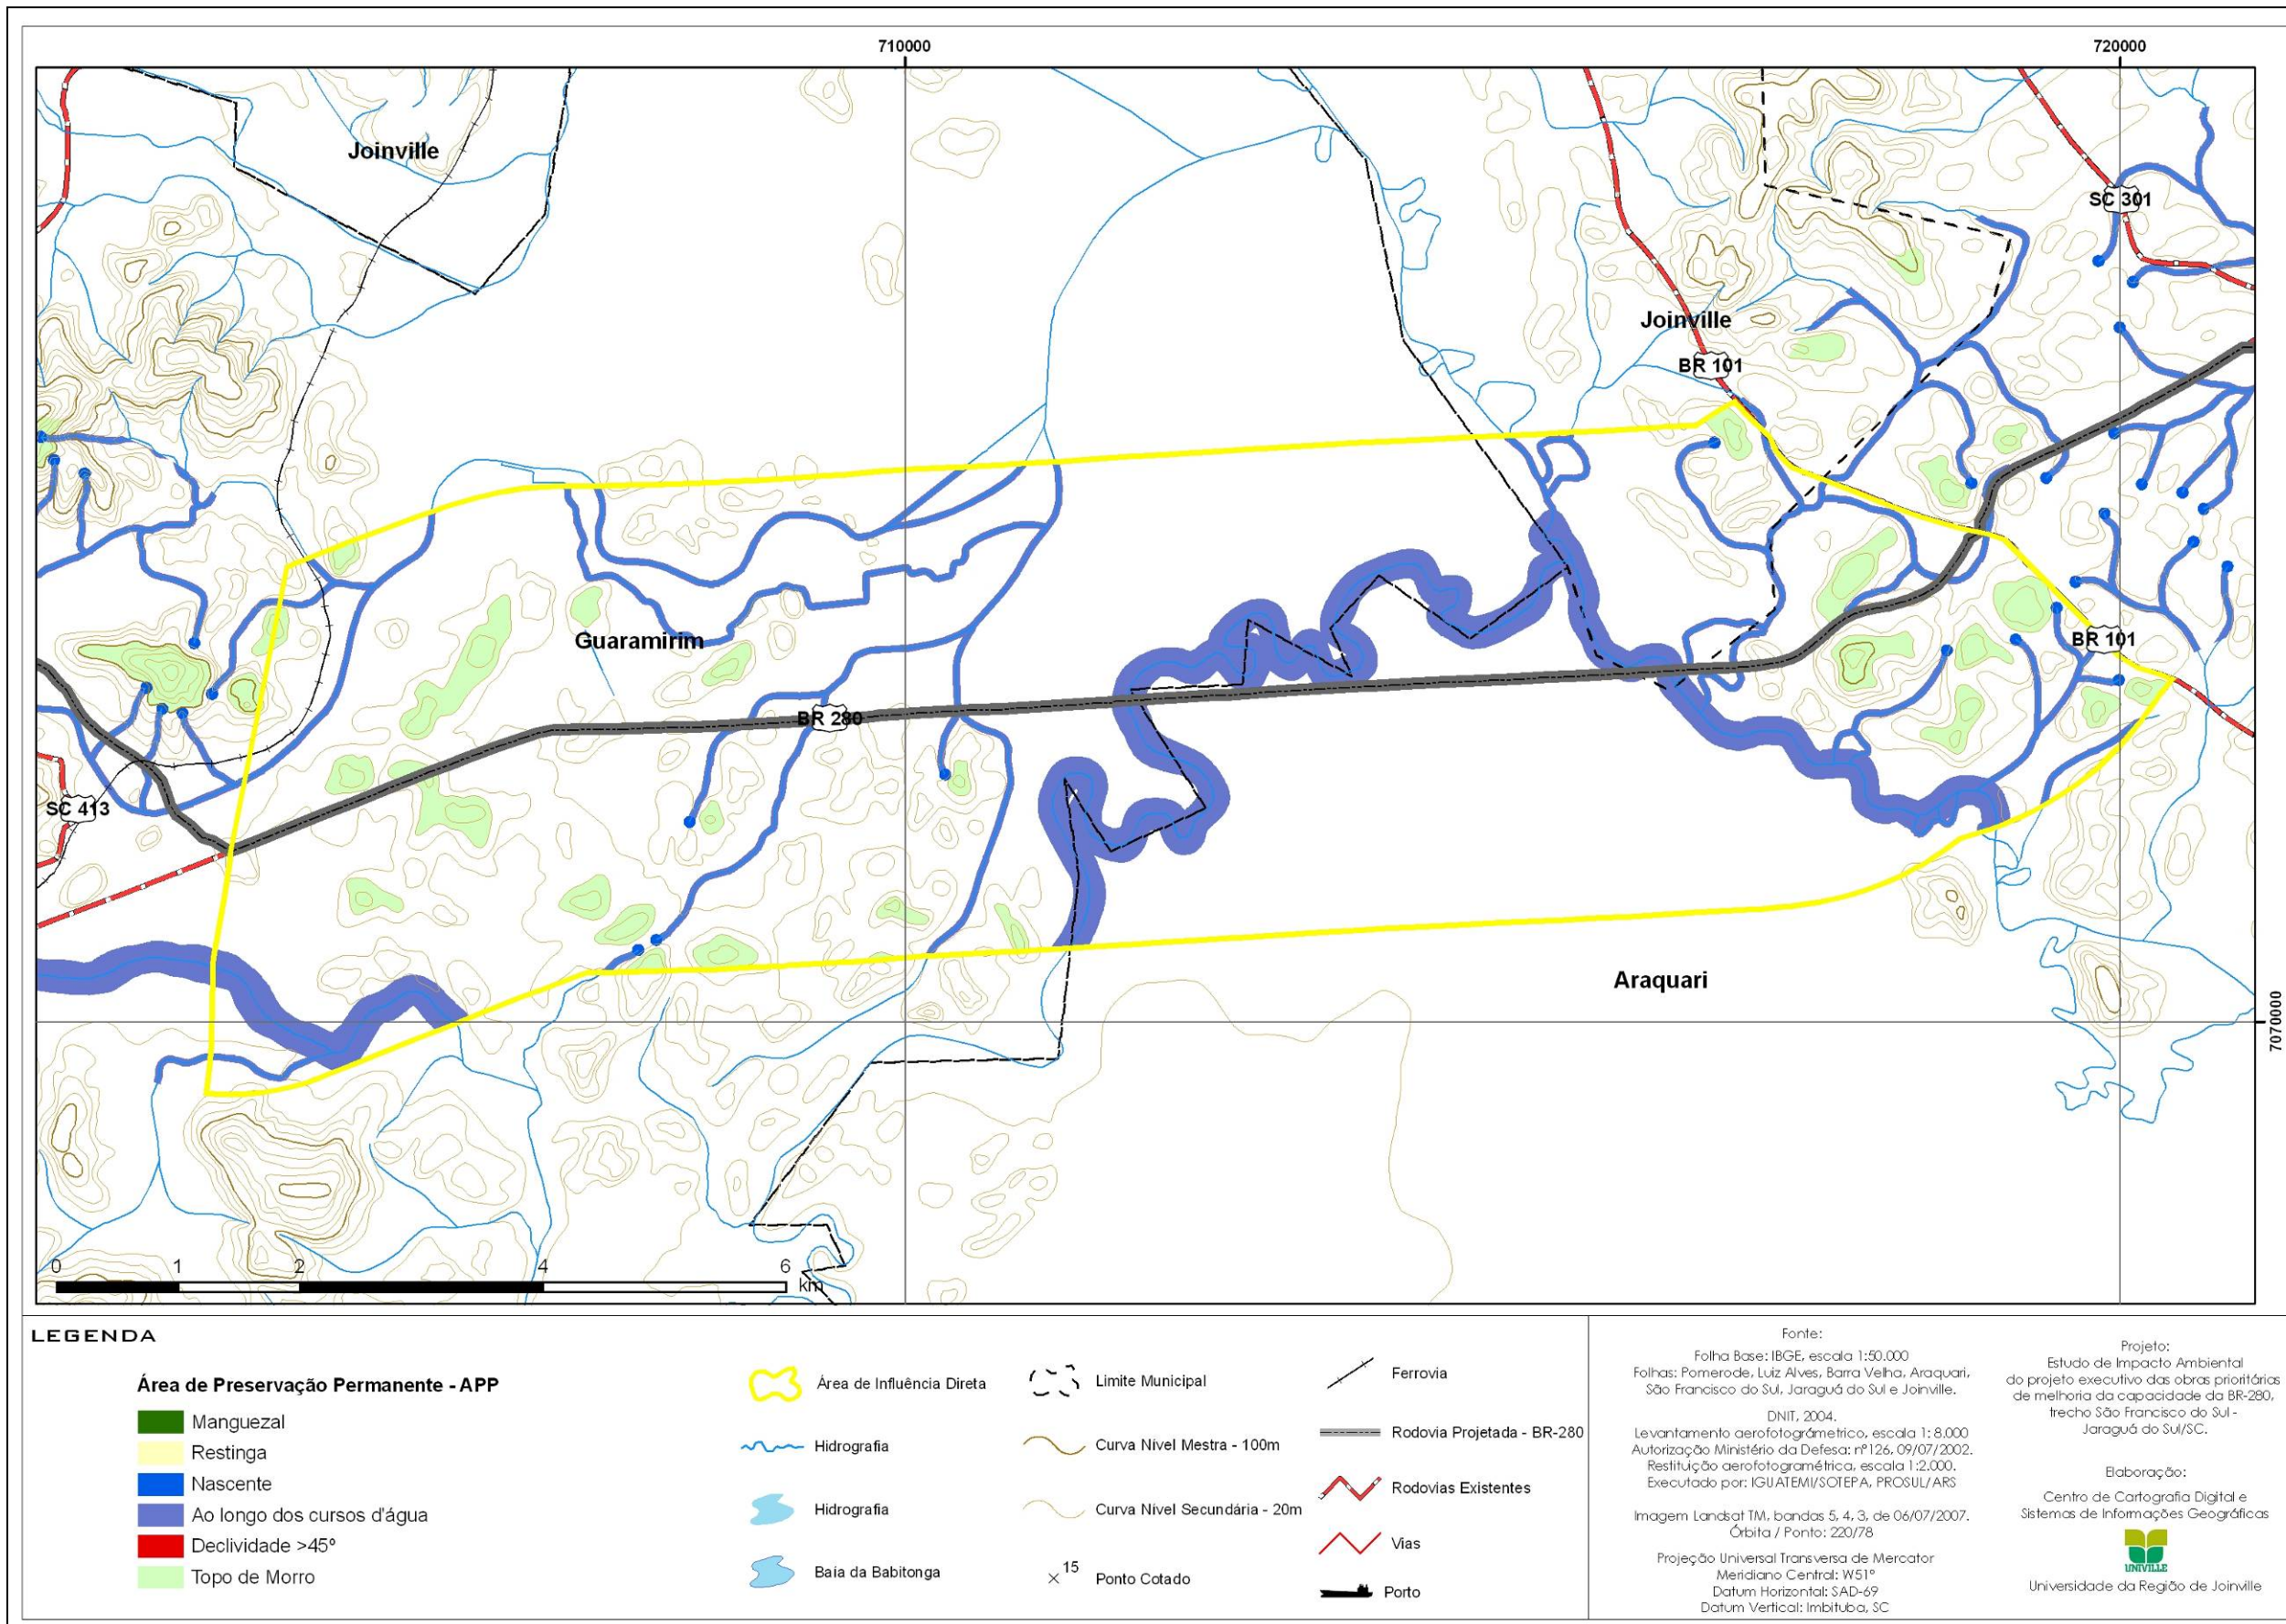 710000
720000
Joinville
SC 301
Joinville
BR 101
Guaramirim
BR 101
BR 280
SC 413
Araquari
7070000
0 1 2 4 6
km
LEGENDA
Área de Preservação Permanente - APP
Manguezal
Restinga
Nascente
Ao longo dos cursos d'água
Declividade >45º
Topo de Morro
Área de Influência Direta
Hidrografia
Hidrografia
Baía da Babitonga
Limite Municipal
Curva Nível Mestra - 100m
Curva Nível Secundária - 20m
15
Ponto Cotado
Ferrovia
Rodovia Projetada - BR-280
Rodovias Existentes
Vias
Porto
Fonte:
Folha Base: IBGE, escala 1:50.000
Folhas: Pomerode, Luiz Alves, Barra Velha, Araquari,
São Francisco do Sul, Jaraguá do Sul e Joinville.
DNIT, 2004.
Levantamento aerofotogrâmetrico, escala 1: 8.000
Autorização Ministério da Defesa: nº126, 09/07/2002.
Restituição aerofotogramétrica, escala 1:2.000.
Executado por: IGUATEMI/SOTEPA, PROSUL/ARS
Imagem Landsat TM, bandas 5, 4, 3, de 06/07/2007.
Órbita / Ponto: 220/78
Projeção Universal Transversa de Mercator
Meridiano Central: W51º
Datum Horizontal: SAD-69
Datum Vertical: Imbituba, SC
Projeto:
Estudo de Impacto Ambiental
do projeto executivo das obras prioritárias
de melhoria da capacidade da BR-280,
trecho São Francisco do Sul -
Jaraguá do Sul/SC.
Elaboração:
Centro de Cartografia Digital e
Sistemas de Informações Geográficas
UNIVILLE
Universidade da Região de Joinville